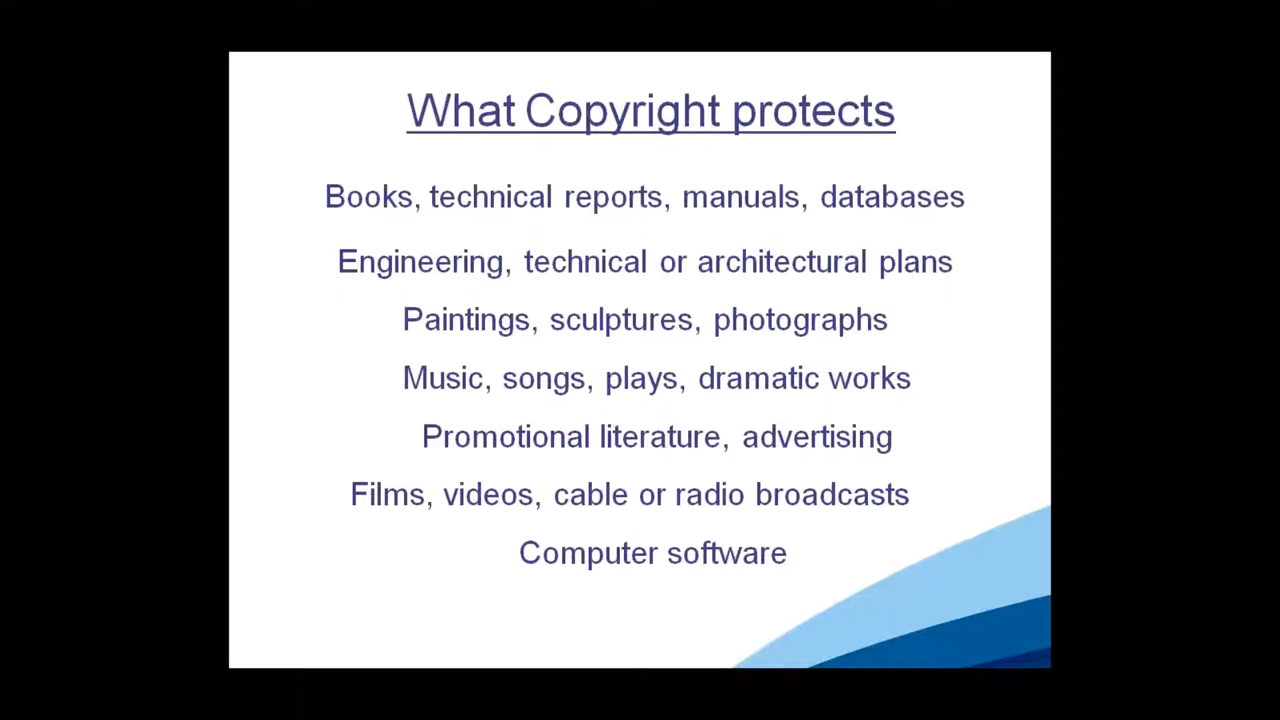 What Copyright protects
Books, technical reports, manuals, databases
Engineering, technical or architectural plans
Paintings, sculptures, photographs
Music, songs, plays, dramatic works
Promotional literature, advertising
Films, videos, cable or radio broadcasts
Computer software